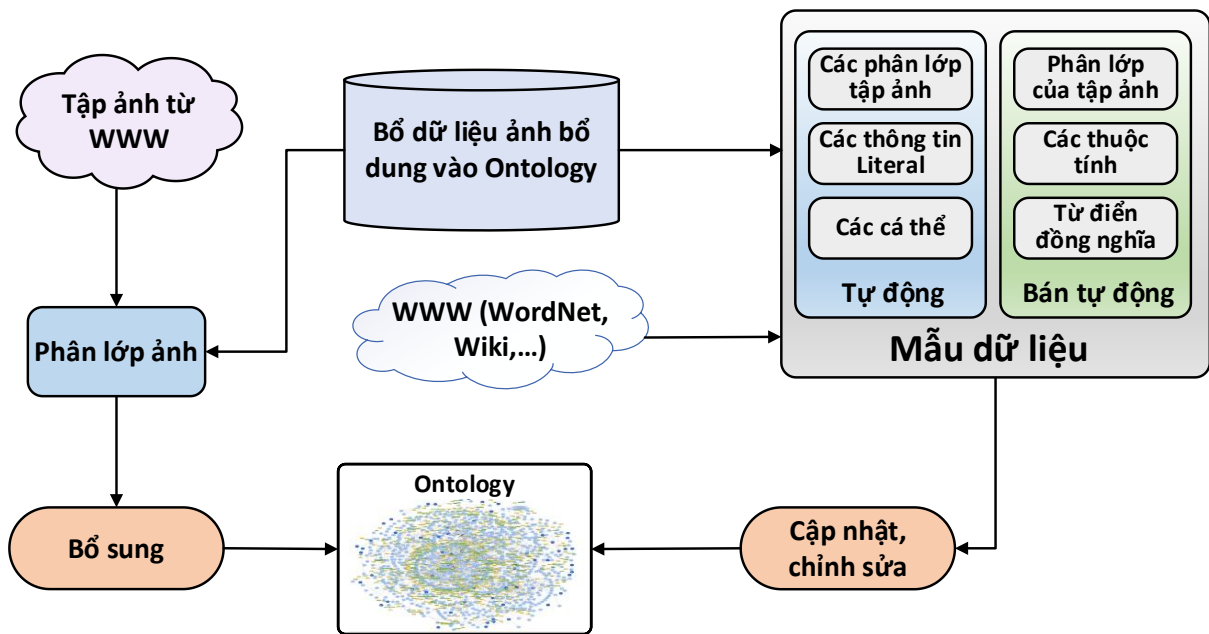 Tập ảnh từ
WWW
Bổ dữ liệu ảnh bổ
dung vào Ontology
Các phân lớp
tập ảnh
Các thông tin
Literal
Các cá thể
Tự động
Phân lớp
của tập ảnh
Các thuộc
tính
Từ điển
đồng nghĩa
Bán tự động
Mẫu dữ liệu
WWW (WordNet,
Wiki,...)
Phân lớp ảnh
Bổ sung
Ontology
Cập nhật,
chỉnh sửa